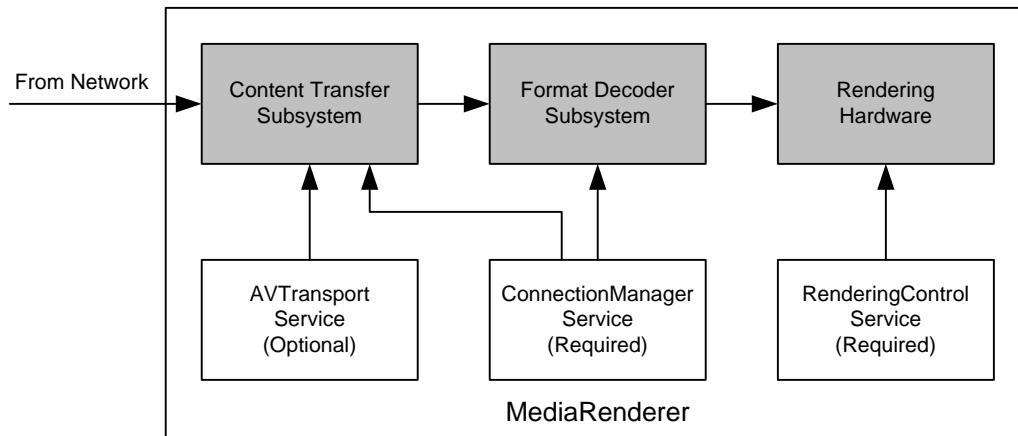 From Network
Content Transfer
Subsystem
Format Decoder
Subsystem
Rendering
Hardware
AVTransport
Service
(Optional)
ConnectionManager
Service
(Required)
RenderingControl
Service
(Required)
MediaRenderer